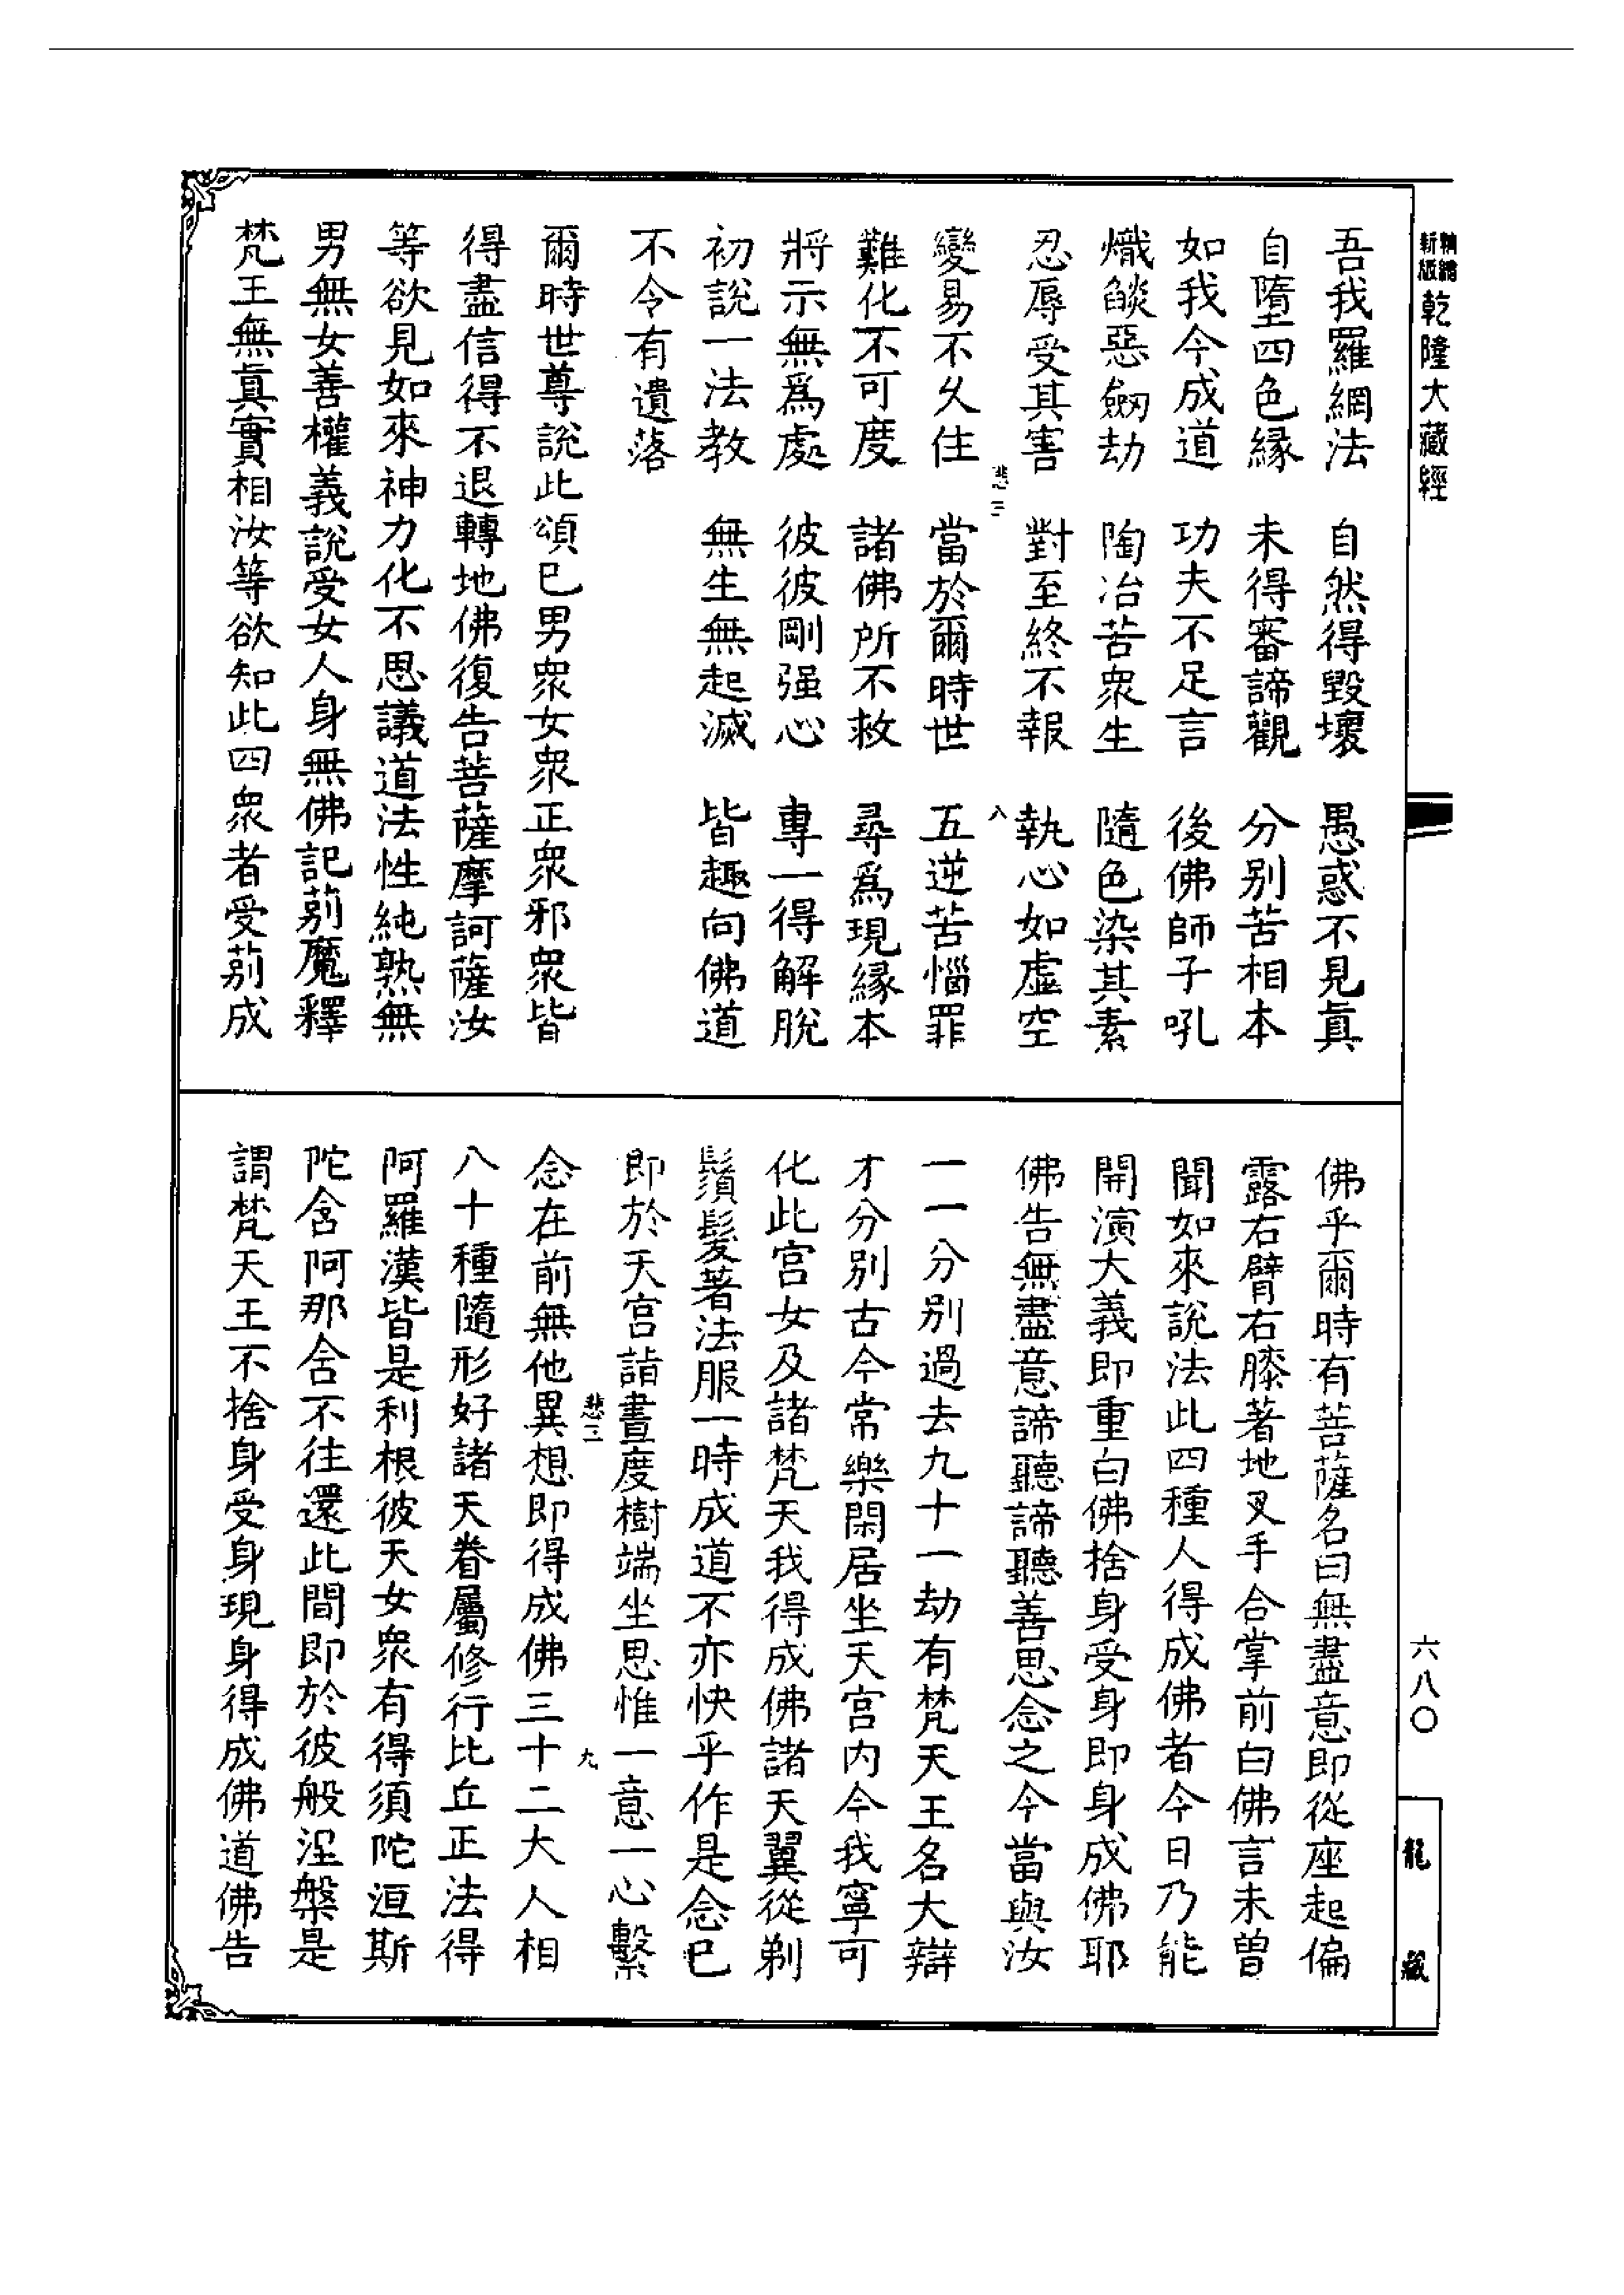 精繕新版乾隆大藏經
吾我羅網法　自然得毀壞　愚惑不見眞
自墮四色縁　未得審諦觀　分别苦相本
如我今成道　功夫不足言　後佛師子吼
熾燄惡劒劫　陶冶苦衆生　隨色染其素
忍辱受其害　對至終不報　執心如虛空
悲三　八
變易不久住　當於爾時世　五逆苦惱罪
難化不可度　諸佛所不救　尋爲現縁本
將示無爲處　彼彼剛强心　專一得解脫
初說一法教　無生無起滅　皆趣向佛道
不令有遺落
爾時世尊說此頌已男衆女衆正衆邪衆皆
得盡信得不退轉地佛復告菩薩摩訶薩汝
等欲見如來神力化不思議道法性純熟無
男無女善權義說受女人身無佛記莂魔釋
梵王無眞實相汝等欲知此四衆者受莂成
佛乎爾時有菩薩名曰無盡意即從座起偏
露右臂右膝著地叉手合掌前白佛言未曽
聞如來說法此四種人得成佛者今日乃能
開演大義即重白佛捨身受身即身成佛耶
佛告無盡意諦聽諦聽善思念之今當與汝
一一分别過去九十一劫有梵天王名大辯
才分别古今常樂閑居坐天宫内今我寧可
化此宫女及諸梵天我得成佛諸天翼從剃
鬚髮著法服一時成道不亦快乎作是念已
即於天宫詣晝度樹端坐思惟一意一心繫
悲三　九
念在前無他異想即得成佛三十二大人相
八十種隨形好諸天眷屬修行比丘正法得
阿羅漢皆是利根彼天女衆有得須陀洹斯
陀含阿那含不往還此間即於彼般涅槃是
謂梵天王不捨身受身現身得成佛道佛告
六八〇
龍藏